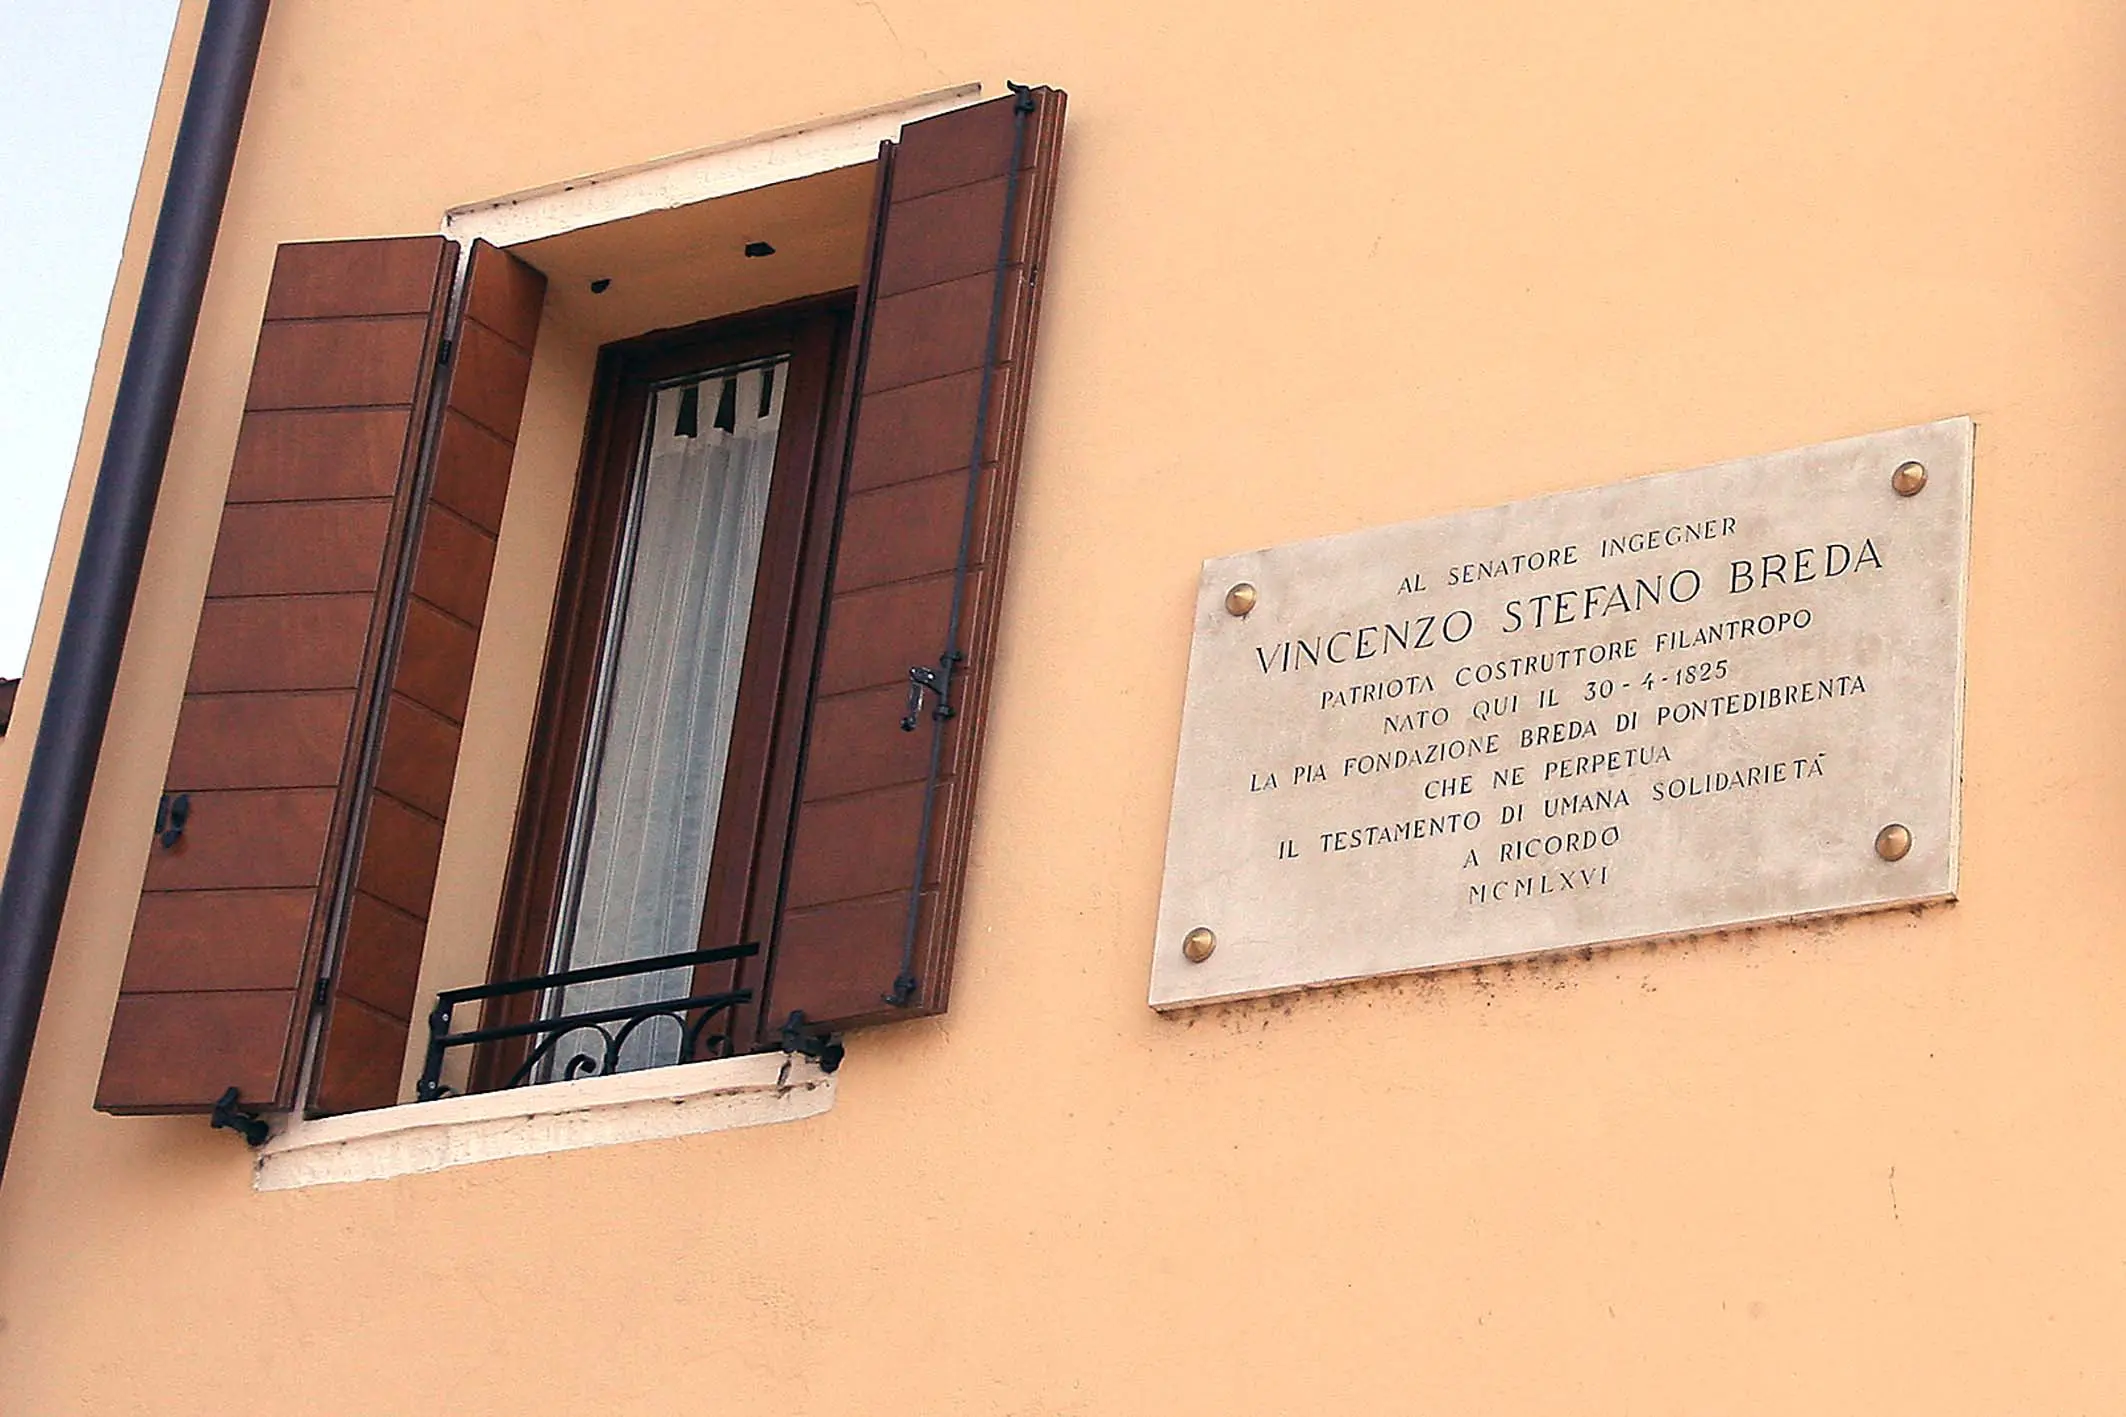 AL SENATORE INGEGNER
VINCENZO STEFANO BREDA
PATRIOTA COSTRUTTORE FILANTROPO
NATO QUI IL 30-4-1825
LA PIA FONDAZIONE BREDA DI PONTEDIBRENTA
CHE NE PERPETUA
IL TESTAMENTO DI UMANA SOLIDARIETÀ
A RICORDO
MCMLXVI